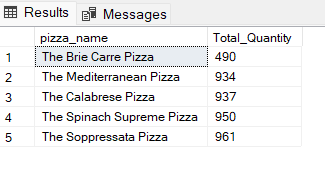 Results Messages
pizza_name Total_Quantity
1 The Brie Carre Pizza 490
2 The Mediterranean Pizza 934
3 The Calabrese Pizza 937
4 The Spinach Supreme Pizza 950
5 The Soppressata Pizza 961